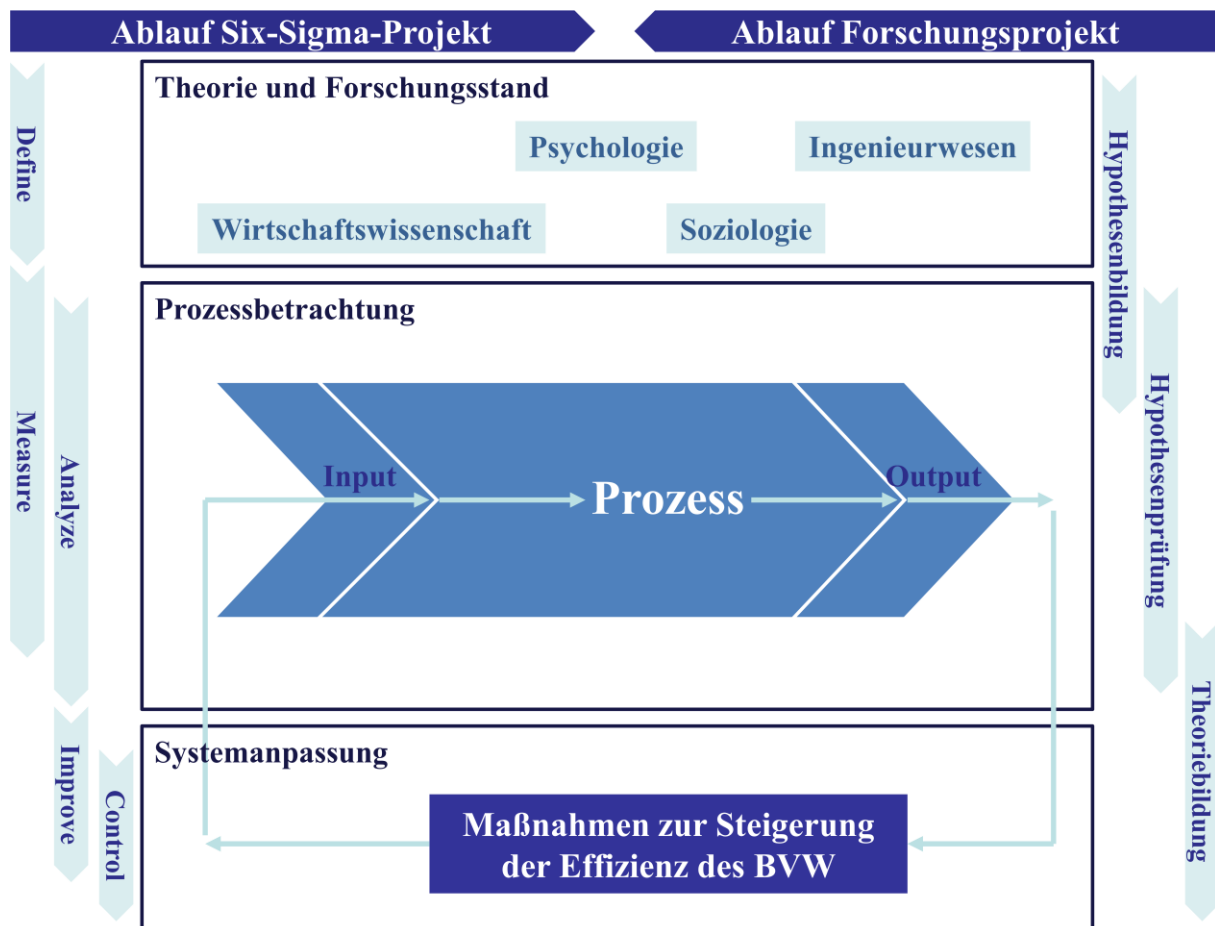 Ablauf Six-Sigma-Projekt
Ablauf Forschungsprojekt
Define
Measure
Analyze
Improve
Control
Theorie und Forschungsstand
Psychologie
Ingenieurwesen
Wirtschaftswissenschaft
Soziologie
Prozessbetrachtung
Input
Prozess
Output
Systemanpassung
Maßnahmen zur Steigerung
der Effizienz des BVW
Hypothesenbildung
Hypothesenprüfung
Theoriebildung